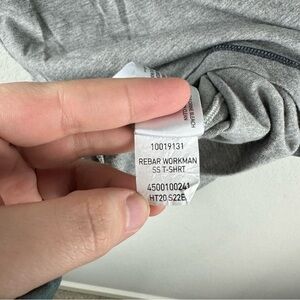 10019131
REBAR WORKMAN
SS T-SHRT
4500100241
HT20 S22E